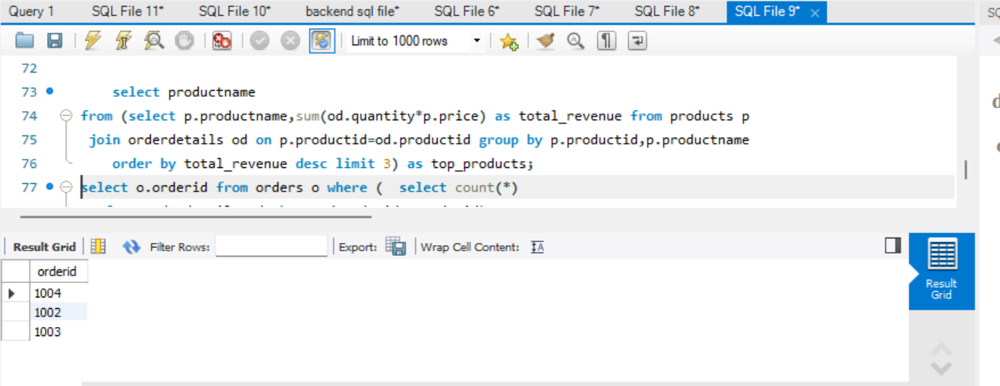 Query 1 SQL File 11* SQL File 10* backend sql file* SQL File 6* SQL File 7* SQL File 8* SQL File 9* ×
Limit to 1000 rows
72
73 select productname
74 from (select p.productname,sum(od.quantity*p.price) as total_revenue from products p
75 join orderdetails od on p.productid=od.productid group by p.productid,p.productname
76 order by total_revenue desc limit 3) as top_products;
77 select o.orderid from orders o where ( select count(*)
Result Grid Filter Rows: Export: Wrap Cell Content: IA
orderid
1004
1002
1003
Result
Grid